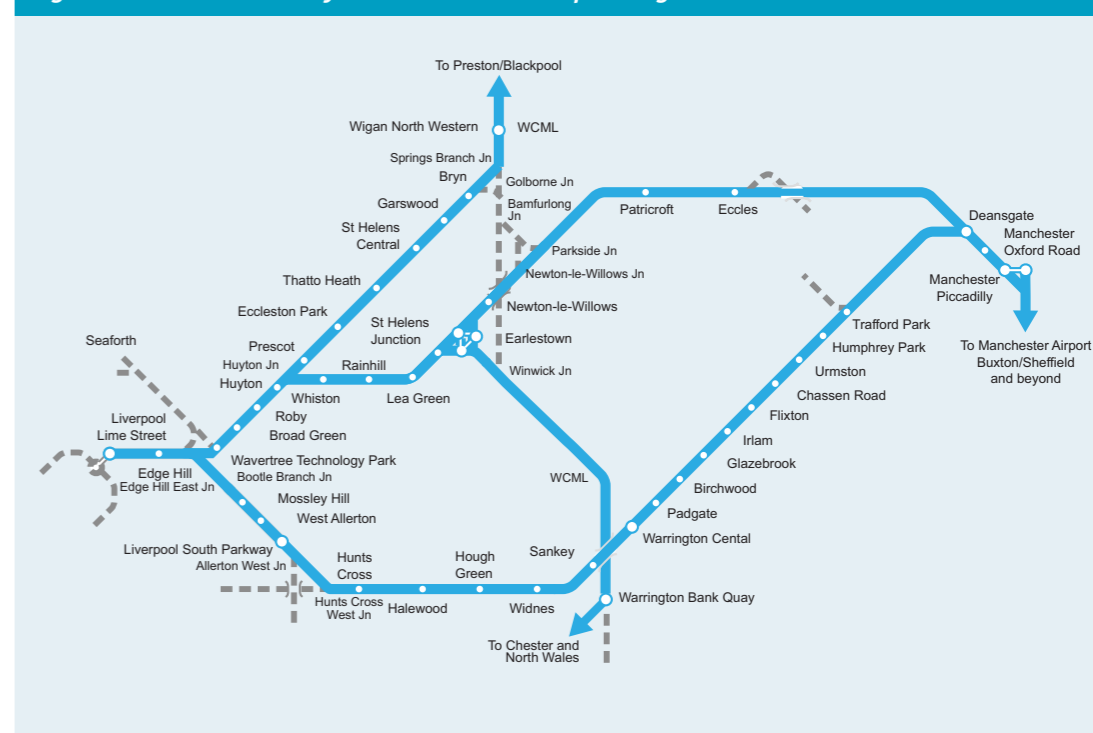 To Preston/Blackpool
Wigan North Western
WCML
Springs Branch Jn
Bryn
Golborne Jn
Garswood
Bamfurlong
Jn
Patricroft
Eccles
St Helens
Central
Deansgate
Manchester
Oxford Road
Parkside Jn
Newton-le-Willows Jn
Thatto Heath
Manchester
Piccadilly
Newton-le-Willows
Eccleston Park
St Helens
Junction
Trafford Park
Seaforth
Earlestown
Humphrey Park
To Manchester Airport
Buxton/Sheffield
and beyond
Prescot
Huyton Jn
Rainhill
Winwick Jn
Urmston
Huyton
Whiston
Lea Green
Chassen Road
Liverpool
Lime Street
Roby
Flixton
Broad Green
Irlam
Wavertree Technology Park
Glazebrook
Edge Hill
Edge Hill East Jn
Bootle Branch Jn
WCML
Birchwood
Mossley Hill
Padgate
West Allerton
Warrington Cental
Liverpool South Parkway
Allerton West Jn
Hunts
Cross
Hough
Green
Sankey
Hunts Cross
West Jn
Halewood
Widnes
Warrington Bank Quay
To Chester and
North Wales